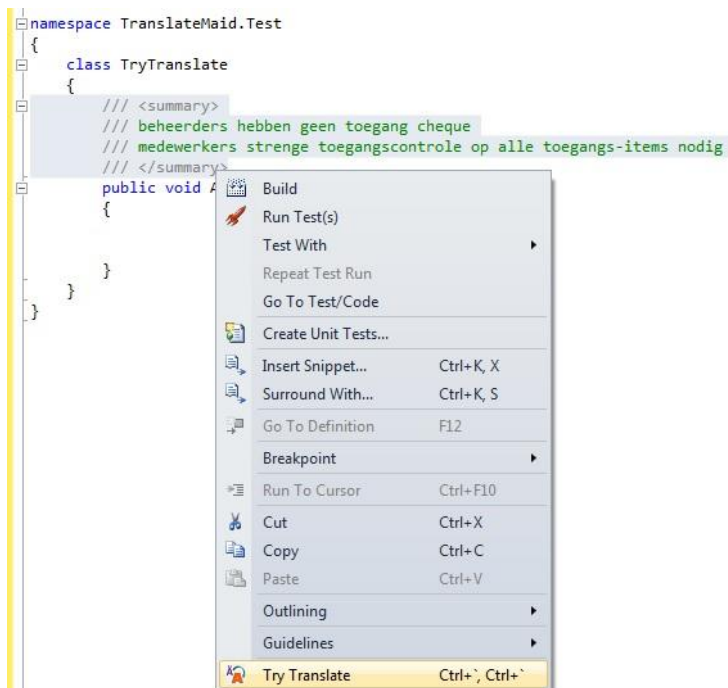 namespace TranslateMaid.Test
{
class TryTranslate
{
/// <summary>
/// beheerders hebben geen toegang cheque
/// medewerkers strenge toegangscontrole op alle toegangs-items nodig
/// </summary>
public void A
{
}
}
}
Build
Run Test(s)
Test With
Repeat Test Run
Go To Test/Code
Create Unit Tests...
Insert Snippet... Ctrl+K, X
Surround With... Ctrl+K, S
Go To Definition F12
Breakpoint
Run To Cursor Ctrl+F10
Cut Ctrl+X
Copy Ctrl+C
Paste Ctrl+V
Outlining
Guidelines
Try Translate Ctrl+`, Ctrl+`